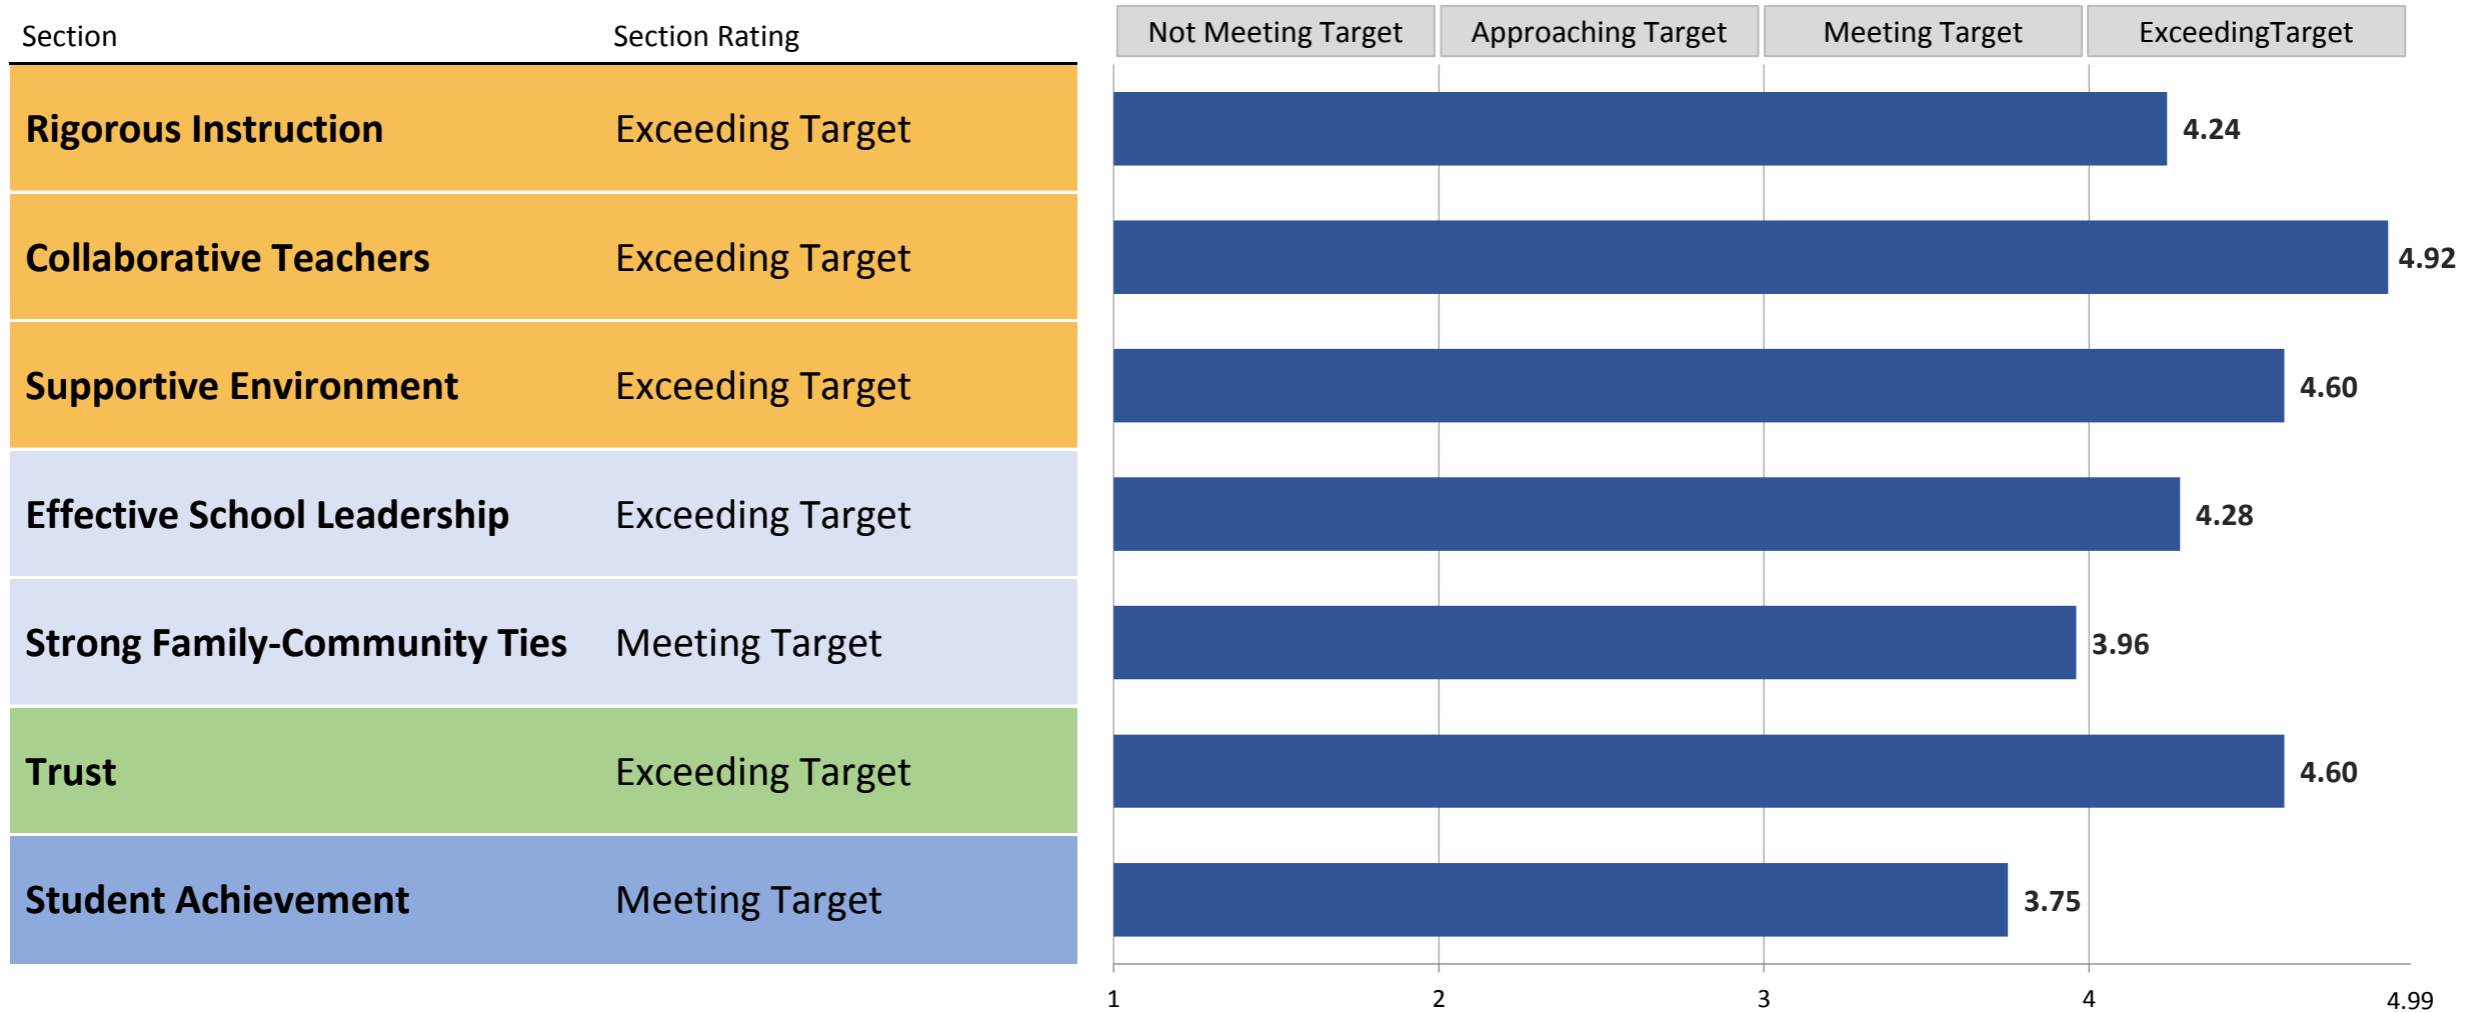 Section Section Rating Not Meeting Target Approaching Target Meeting Target ExceedingTarget
Rigorous Instruction Exceeding Target 4.24
Collaborative Teachers Exceeding Target 4.92
Supportive Environment Exceeding Target 4.60
Effective School Leadership Exceeding Target 4.28
Strong Family-Community Ties Meeting Target 3.96
Trust Exceeding Target 4.60
Student Achievement Meeting Target 3.75
1 2 3 4 4.99